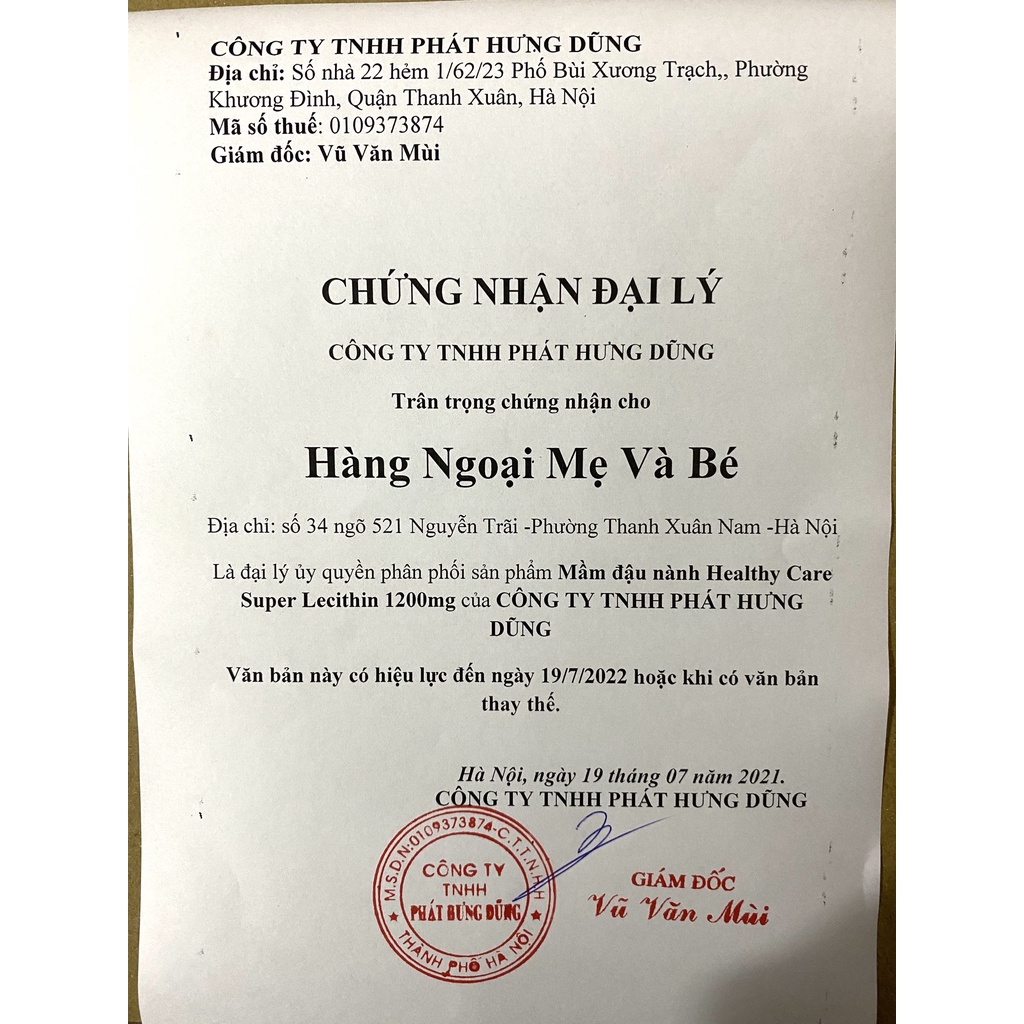 CÔNG TY TNHH PHÁT HƯNG DŨNG
Địa chỉ: Số nhà 22 hẻm 1/62/23 Phố Bùi Xương Trạch,, Phường
Khương Đình, Quận Thanh Xuân, Hà Nội
Mã số thuế: 0109373874
Giám đốc: Vũ Văn Mùi
CHỨNG NHẬN ĐẠI LÝ
CÔNG TY TNHH PHÁT HƯNG DŨNG
Trân trọng chứng nhận cho
Hàng Ngoại Mẹ Và Bé
Địa chỉ: số 34 ngõ 521 Nguyễn Trãi -Phường Thanh Xuân Nam -Hà Nội
Là đại lý ủy quyền phân phối sản phẩm Mầm đậu nành Healthy Care
Super Lecithin 1200mg của CÔNG TY TNHH PHÁT HƯNG
DŨNG
Văn bản này có hiệu lực đến ngày 19/7/2022 hoặc khi có văn bản
thay thế.
Hà Nội, ngày 19 tháng 07 năm 2021.
CÔNG TY TNHH PHÁT HƯNG DŨNG
M.S.D.N:0109373874-C.T.T.N.H.H
CÔNG TY
TNHH
PHÁT HƯNG DŨNG
THÀNH PHỐ HÀ NỘI
GIÁM ĐỐC
Vũ Văn Mùi